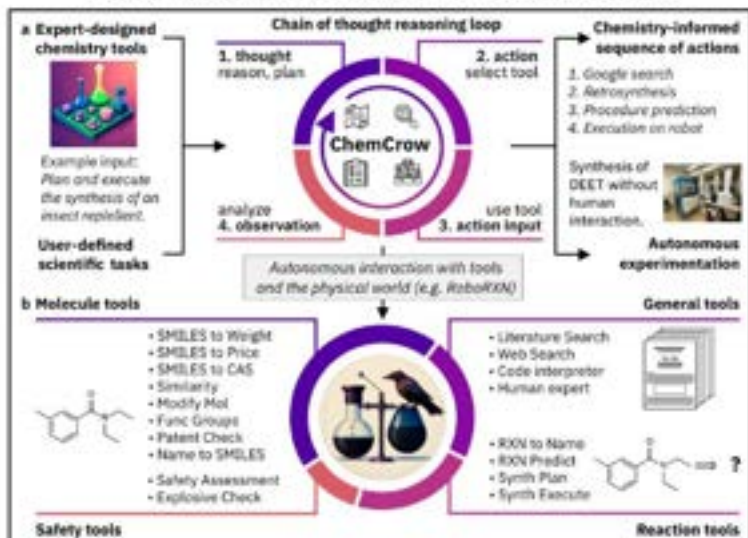 a Expert-designed
chemistry tools
Example input:
Plan and execute
the synthesis of an
insect repellent.
User-defined
scientific tasks
Chain of thought reasoning loop
1. thought
reason, plan
2. action
select tool
ChemCrow
analyze
4. observation
use tool
3. action input
Chemistry-informed
sequence of actions
1. Google search
2. Retrosynthesis
3. Procedure prediction
4. Execution on robot
Synthesis of
DEET without
human
interaction.
Autonomous
experimentation
Autonomous interaction with tools
and the physical world (e.g. RoboRXN)
b Molecule tools
• SMILES to Weight
• SMILES to Price
• SMILES to CAS
• Similarity
• Modify Mol
• Func Groups
• Patent Check
• Name to SMILES
• Safety Assessment
• Explosive Check
Safety tools
General tools
• Literature Search
• Web Search
• Code interpreter
• Human expert
• RXN to Name
• RXN Predict
• Synth Plan
• Synth Execute
O
N
O
N
?
Reaction tools